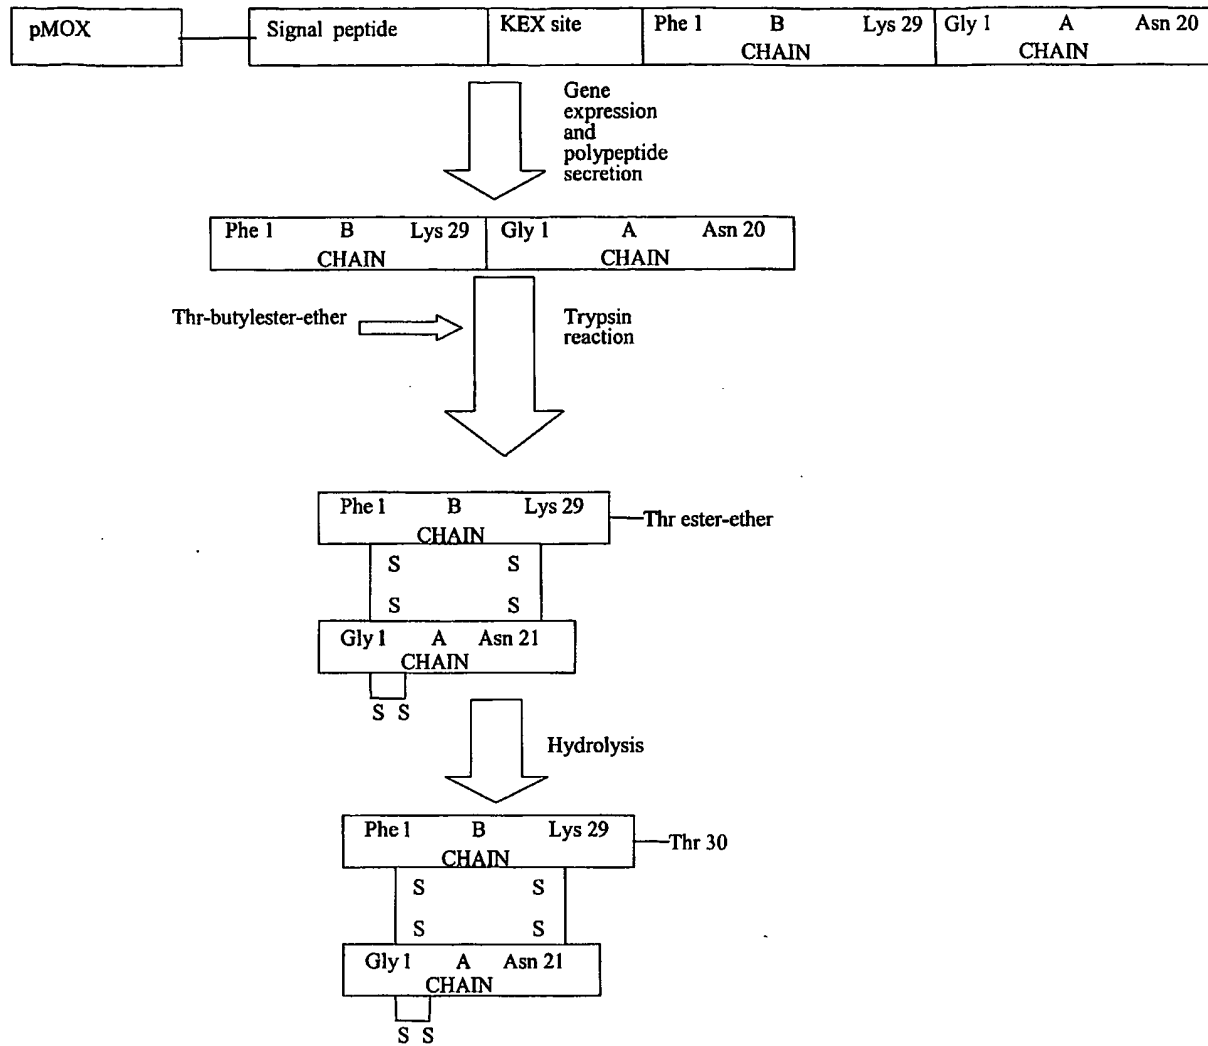 pMOX
Signal peptide
KEX site
Phe 1 B Lys 29
CHAIN
Gly 1 A Asn 20
CHAIN
Gene
expression
and
polypeptide
secretion
Phe 1 B Lys 29
CHAIN
Gly 1 A Asn 20
CHAIN
Thr-butylester-ether
Trypsin
reaction
Phe 1 B Lys 29
CHAIN
Thr ester-ether
S S
S S
Gly 1 A Asn 21
CHAIN
S S
Hydrolysis
Phe 1 B Lys 29
CHAIN
Thr 30
S S
S S
Gly 1 A Asn 21
CHAIN
S S